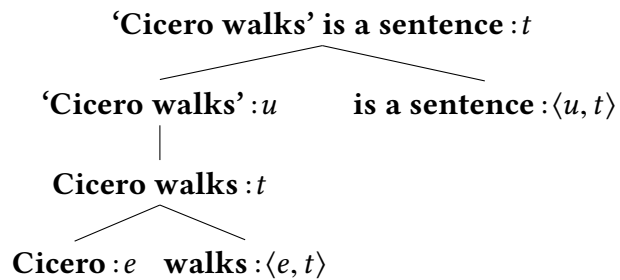 ‘Cicero walks’ is a sentence : t
‘Cicero walks’ : u is a sentence : ⟨u, t⟩
Cicero walks : t
Cicero : e walks : ⟨e, t⟩